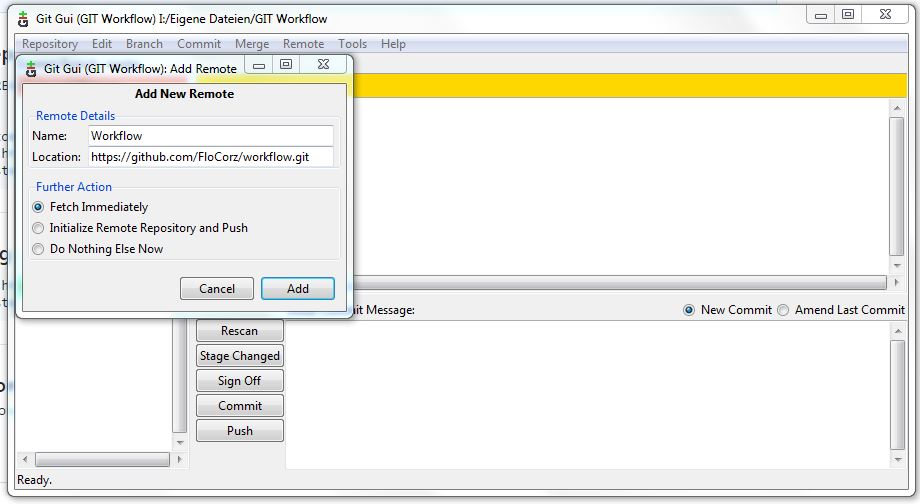 Git Gui (GIT Workflow) I:/Eigene Dateien/GIT Workflow
Repository Edit Branch Commit Merge Remote Tools Help
Git Gui (GIT Workflow): Add Remote
Add New Remote
Remote Details
Name: Workflow
Location: https://github.com/FloCorz/workflow.git
Further Action
Fetch Immediately
Initialize Remote Repository and Push
Do Nothing Else Now
Cancel Add
Message: New Commit Amend Last Commit
Rescan
Stage Changed
Sign Off
Commit
Push
Ready.